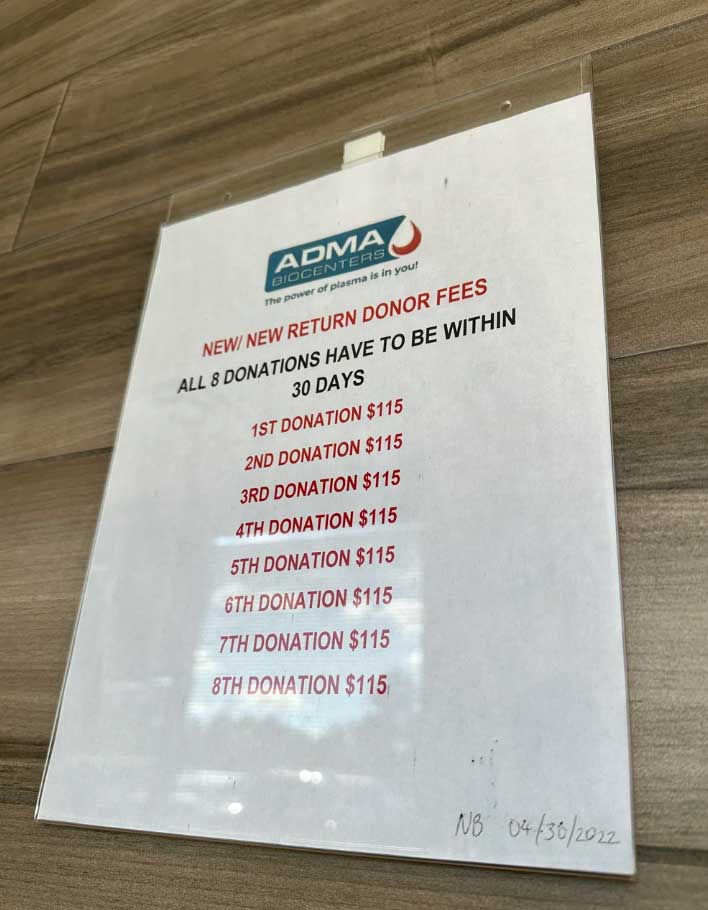 ADMA
BIOCENTERS
The power of plasma is in you!
NEW/ NEW RETURN DONOR FEES
ALL 8 DONATIONS HAVE TO BE WITHIN
30 DAYS
1ST DONATION $115
2ND DONATION $115
3RD DONATION $115
4TH DONATION $115
5TH DONATION $115
6TH DONATION $115
7TH DONATION $115
8TH DONATION $115
NB 04/30/2022